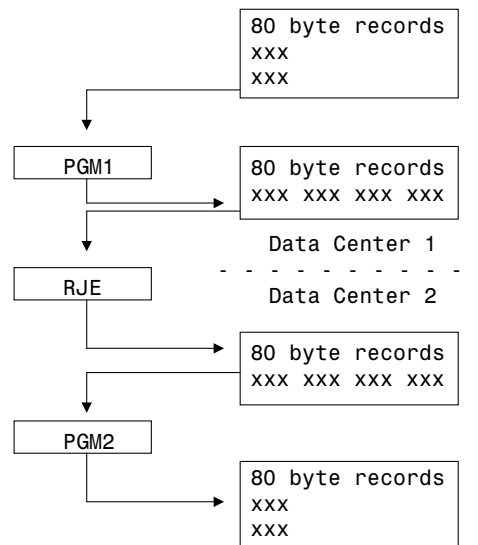 80 byte records
xxx
xxx
PGM1
80 byte records
xxx xxx xxx xxx
Data Center 1
- - - - - - - - - -
RJE
Data Center 2
80 byte records
xxx xxx xxx xxx
PGM2
80 byte records
xxx
xxx